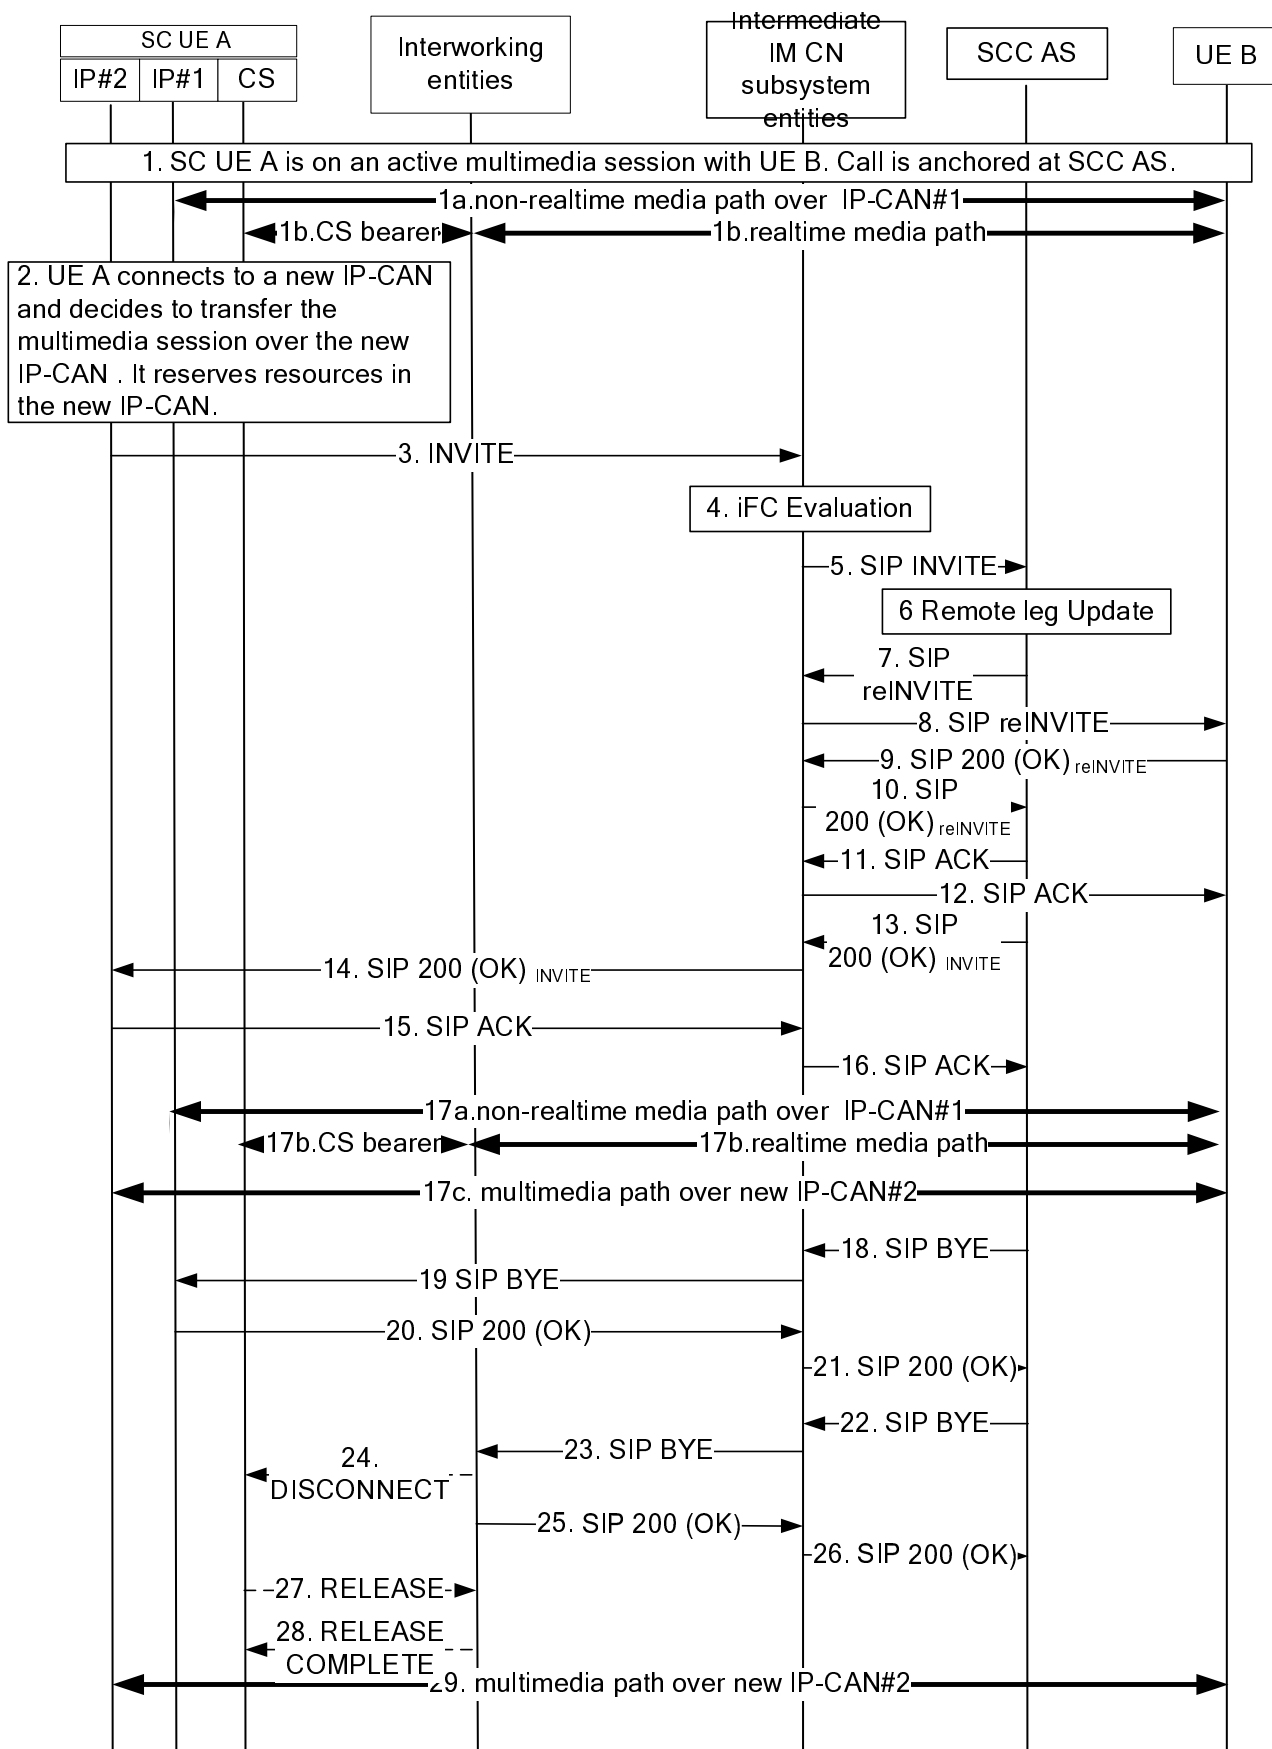 SC UE A
IP#2
IP#1
CS
Interworking
entities
Intermediate
IM CN
subsystem
entities
SCC AS
UE B
1. SC UE A is on an active multimedia session with UE B. Call is anchored at SCC AS.
1a.non-realtime media path over  IP-CAN#1
1b.CS bearer
1b.realtime media path
2. UE A connects to a new IP-CAN
and decides to transfer the
multimedia session over the new
IP-CAN . It reserves resources in
the new IP-CAN.
3. INVITE
4. iFC Evaluation
5. SIP INVITE
6 Remote leg Update
7. SIP
reINVITE
8. SIP reINVITE
9. SIP 200 (OK) reINVITE
10. SIP
200 (OK) reINVITE
11. SIP ACK
12. SIP ACK
13. SIP
200 (OK) INVITE
14. SIP 200 (OK) INVITE
15. SIP ACK
16. SIP ACK
17a.non-realtime media path over  IP-CAN#1
17b.CS bearer
17b.realtime media path
17c. multimedia path over new IP-CAN#2
18. SIP BYE
19 SIP BYE
20. SIP 200 (OK)
21. SIP 200 (OK)
22. SIP BYE
23. SIP BYE
24.
DISCONNECT
25. SIP 200 (OK)
26. SIP 200 (OK)
27. RELEASE
28. RELEASE
COMPLETE
29. multimedia path over new IP-CAN#2